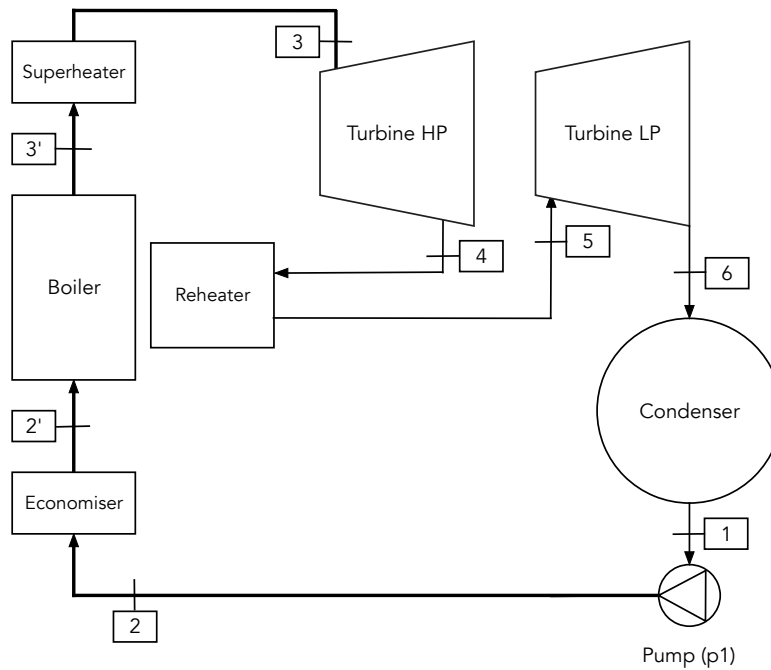 3
Superheater
Turbine HP
Turbine LP
3'
4
5
6
Boiler
Reheater
Condenser
2'
Economiser
1
2
Pump (p1)